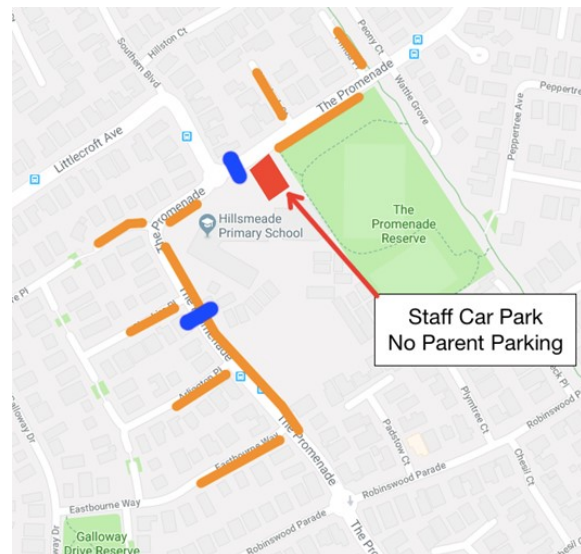 Hillston Ct
Southern Blvd
Peony Ct
Wattle Grove
The Promenade
Peppertree Ave
Littlecroft Ave
The Promenade
Hillsmeade
Primary School
The
Promenade
Reserve
Staff Car Park
No Parent Parking
The Promenade
Galloway Dr
Arlington Pl
Eastbourne Way
The Promenade
Plymtree Ct
Padstow Ct
Chesil Ct
Robinswood Parade
Robinswood Parade
Eastbourne Way
Robinswood Parade
Galloway
Drive Reserve
The Pro